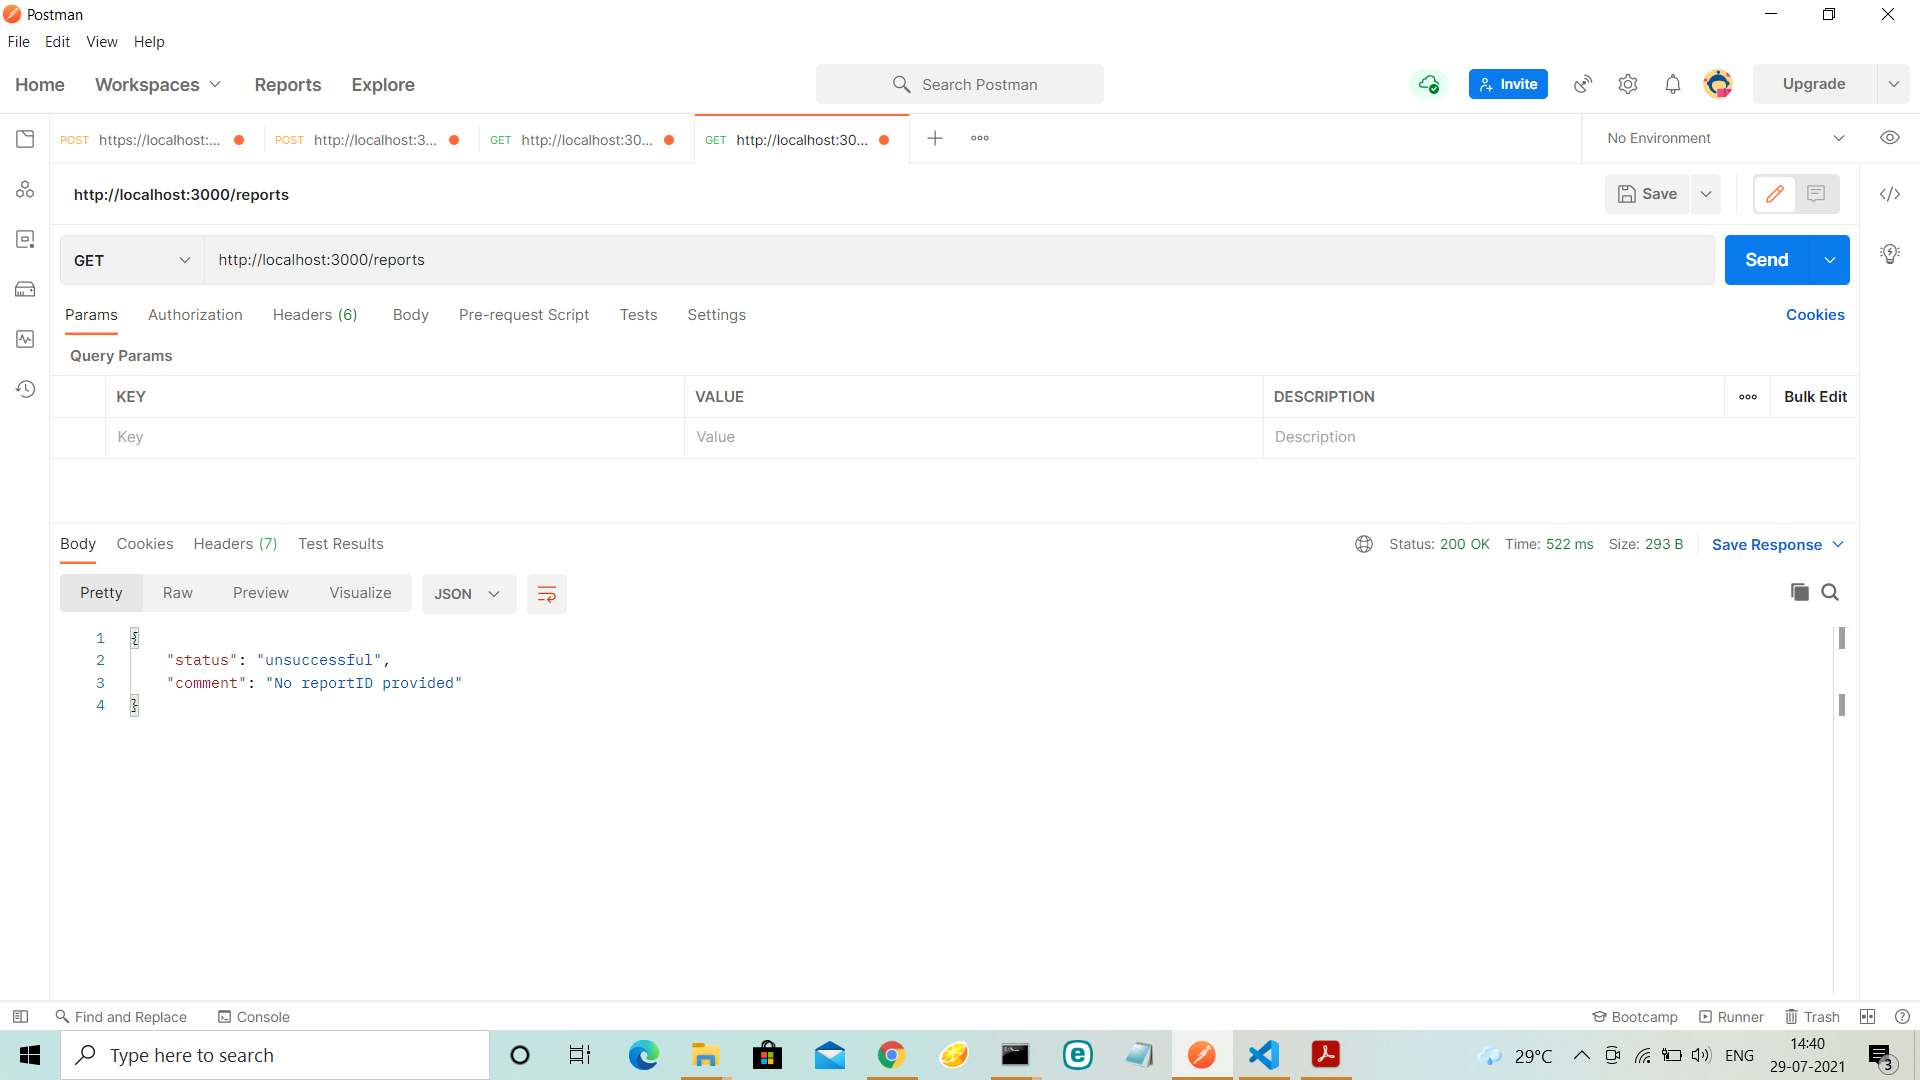 Postman
File Edit View Help
Home Workspaces Reports Explore Search Postman Invite Upgrade
POST https://localhost:... POST http://localhost:3... GET http://localhost:30... GET http://localhost:30... No Environment
http://localhost:3000/reports Save
GET http://localhost:3000/reports Send
Params Authorization Headers (6) Body Pre-request Script Tests Settings Cookies
Query Params
KEY VALUE DESCRIPTION Bulk Edit
Key Value Description
Body Cookies Headers (7) Test Results Status: 200 OK Time: 522 ms Size: 293 B Save Response
Pretty Raw Preview Visualize JSON
1 {
2 "status": "unsuccessful",
3 "comment": "No reportID provided"
4 }
Find and Replace Console Bootcamp Runner Trash
Type here to search 29°C ENG 14:40
29-07-2021 3